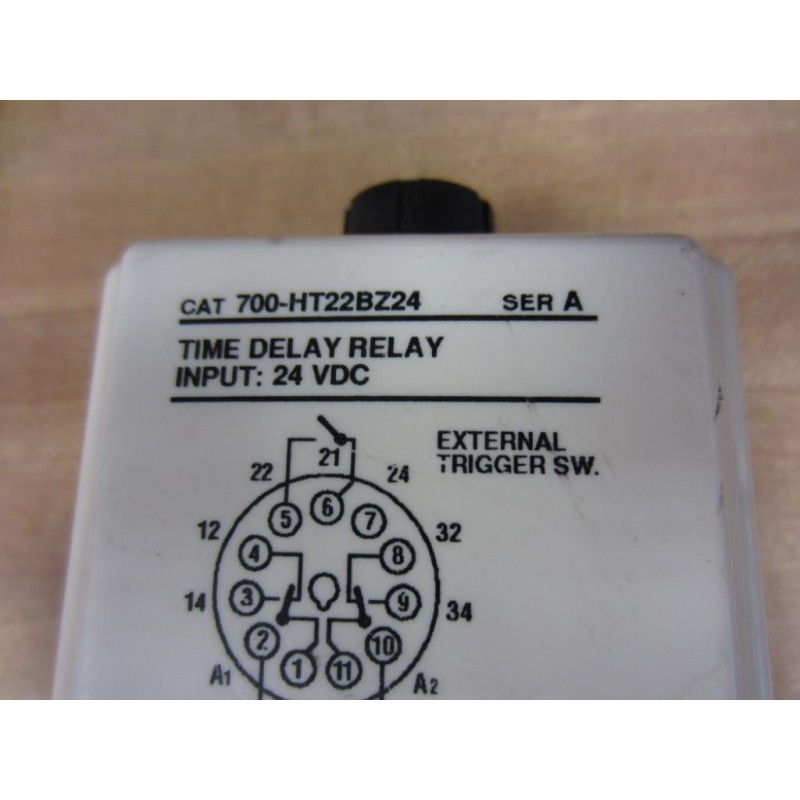 CAT 700-HT22BZ24 SER A
TIME DELAY RELAY
INPUT: 24 VDC
EXTERNAL
TRIGGER SW.
21
22 24
6
5 7
12 32
4 8
14 3 9 34
2 10
1 11
A1 A2